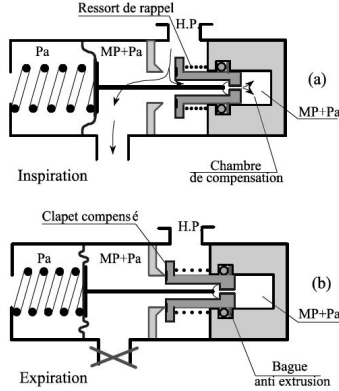 Ressort de rappel
H.P
Pa
MP+Pa
(a)
MP+Pa
Chambre
de compensation
Inspiration
Clapet compensé
H.P
Pa
MP+Pa
(b)
MP+Pa
Bague
anti extrusion
Expiration